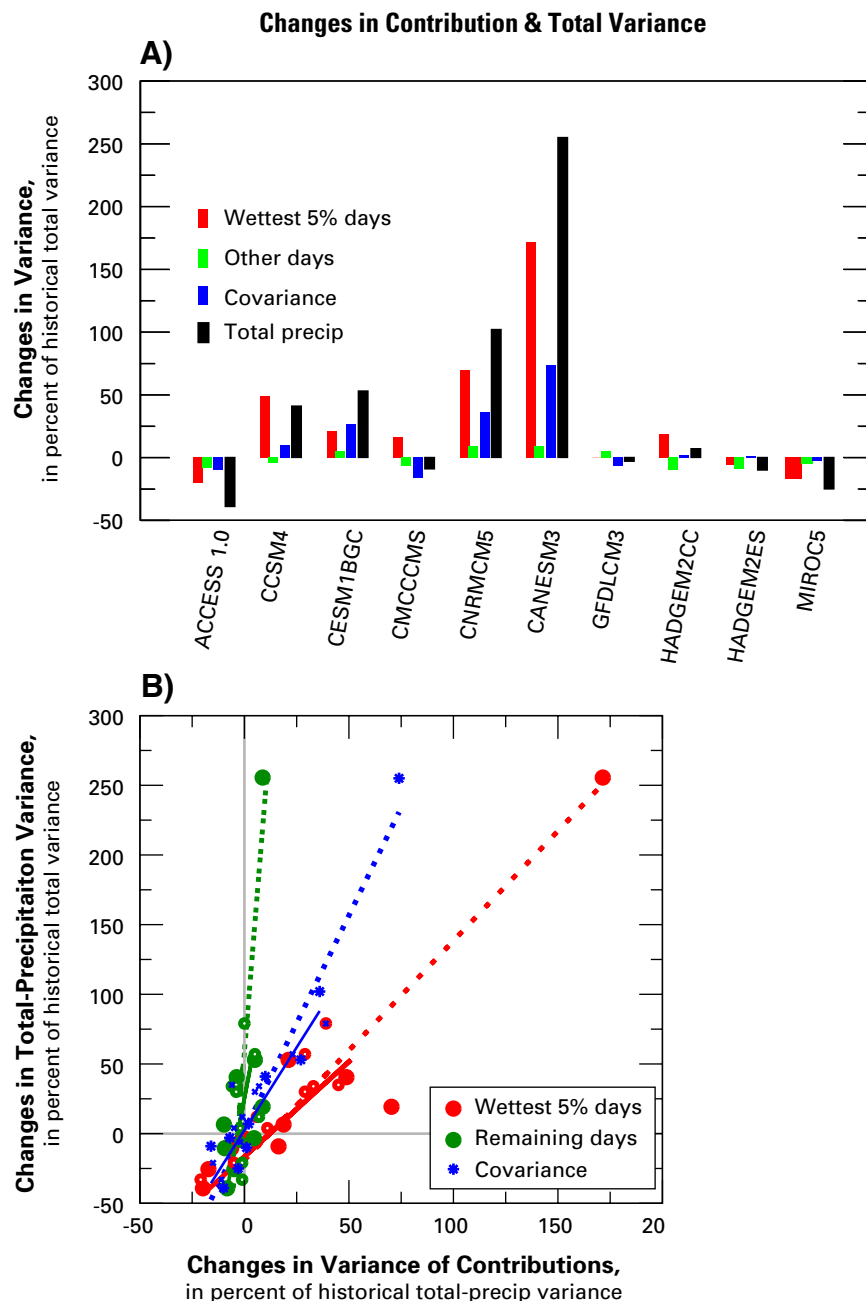 Changes in Contribution & Total Variance
A)
Changes in Variance,
in percent of historical total variance
300
250
200
150
100
50
0
-50
Wettest 5% days
Other days
Covariance
Total precip
ACCESS 1.0
CCSM4
CESM1BGC
CMCCCMS
CNRMCM5
CANESM3
GFDLCM3
HADGEM2CC
HADGEM2ES
MIROC5
B)
Changes in Total-Precipitaiton Variance,
in percent of historical total variance
300
250
200
150
100
50
0
-50
Wettest 5% days
Remaining days
Covariance
-50 0 50 100 150 20
Changes in Variance of Contributions,
in percent of historical total-precip variance